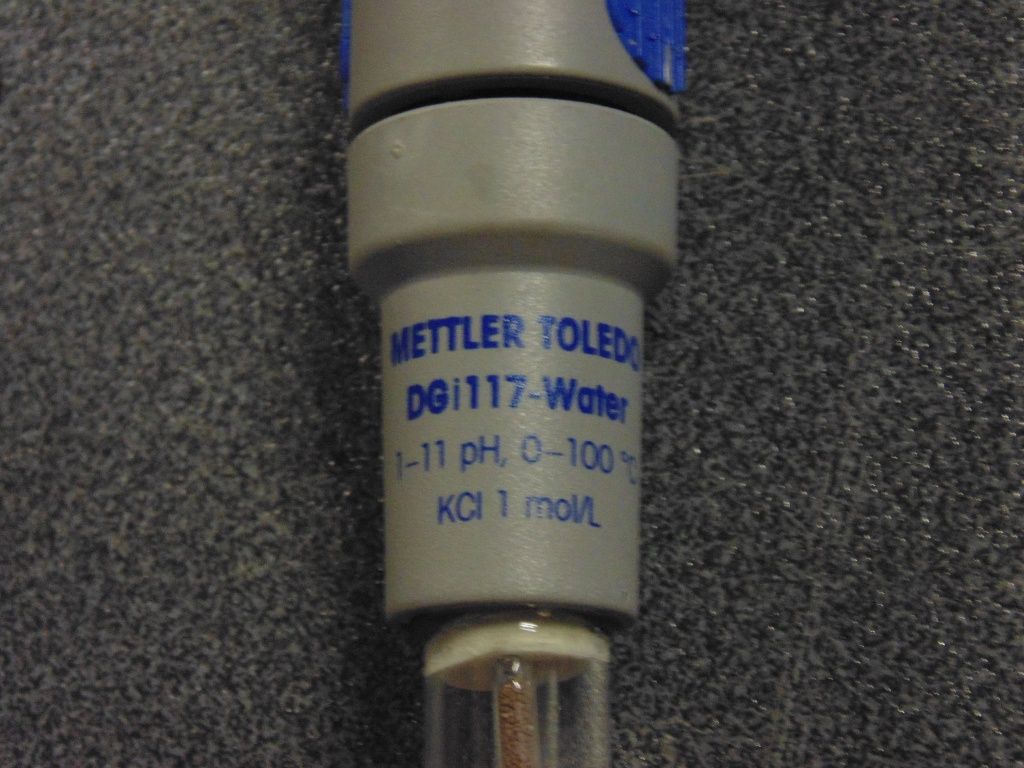 METTLER TOLEDO
DGi117-Water
1-11 pH, 0-100 °C
KCl 1 mol/L